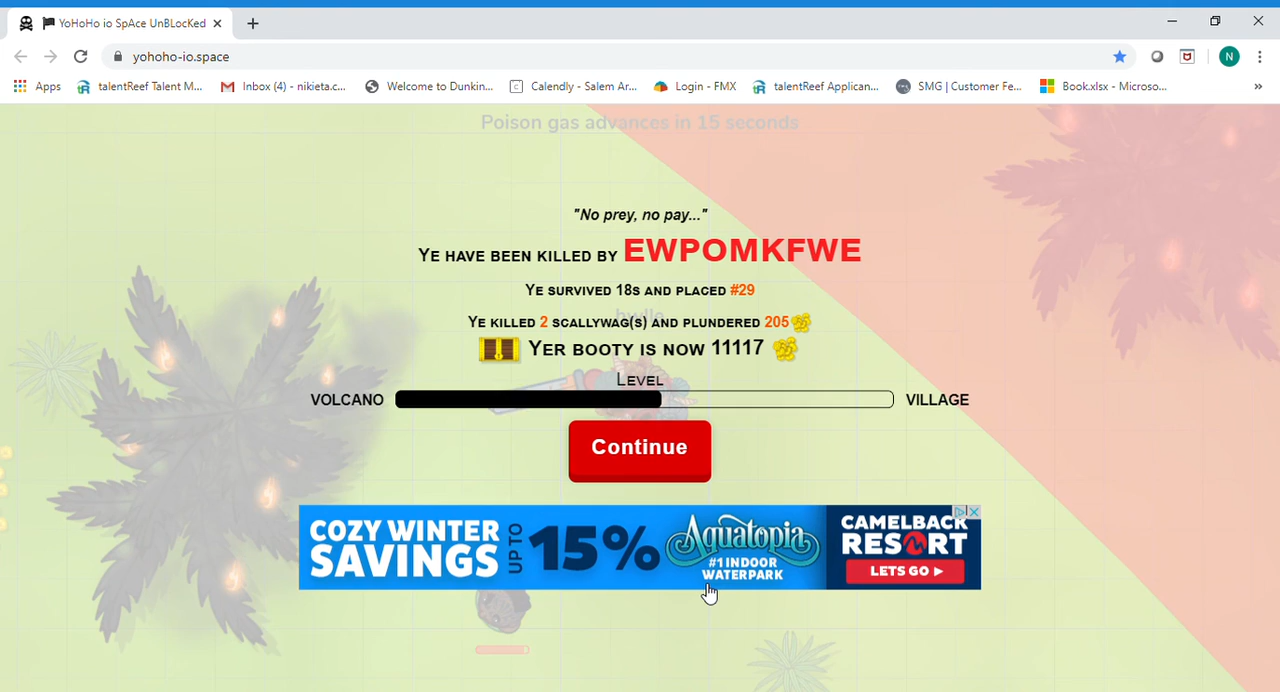 YoHoHo io SpAce UnBLocKed
yohoho-io.space
N
Apps
talentReef Talent M...
Inbox (4) - nikieta.c...
Welcome to Dunkin...
Calendly - Salem Ar...
Login - FMX
talentReef Applican...
SMG | Customer Fe...
Book.xlsx - Microso...
»
Poison gas advances in 15 seconds
"No prey, no pay..."
Ye have been killed by EWPOMKFWE
Ye survived 18s and placed #29
Ye killed 2 scallywag(s) and plundered 205
Yer booty is now 11117
Level
VOLCANO
VILLAGE
Continue
COZY WINTER
SAVINGS
UP TO
15%
Aquatopia
#1 INDOOR
WATERPARK
CAMELBACK
RESORT
LETS GO